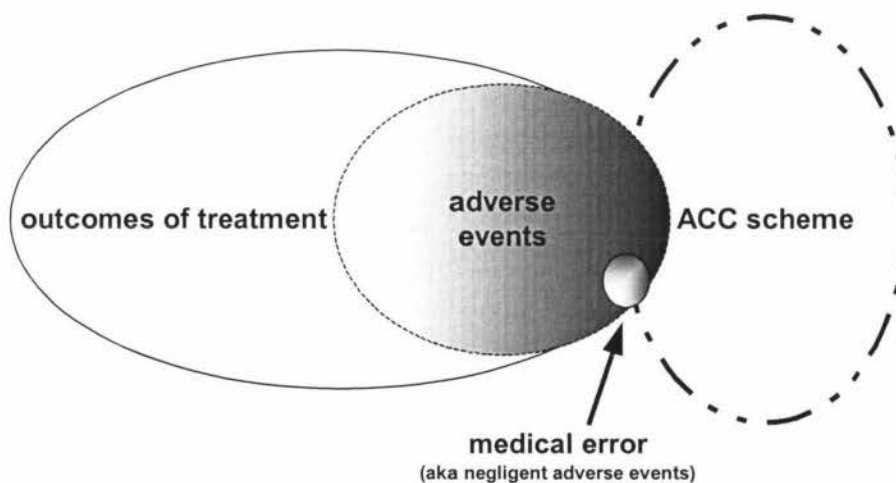 outcomes of treatment
adverse
events
ACC scheme
medical error
(aka negligent adverse events)